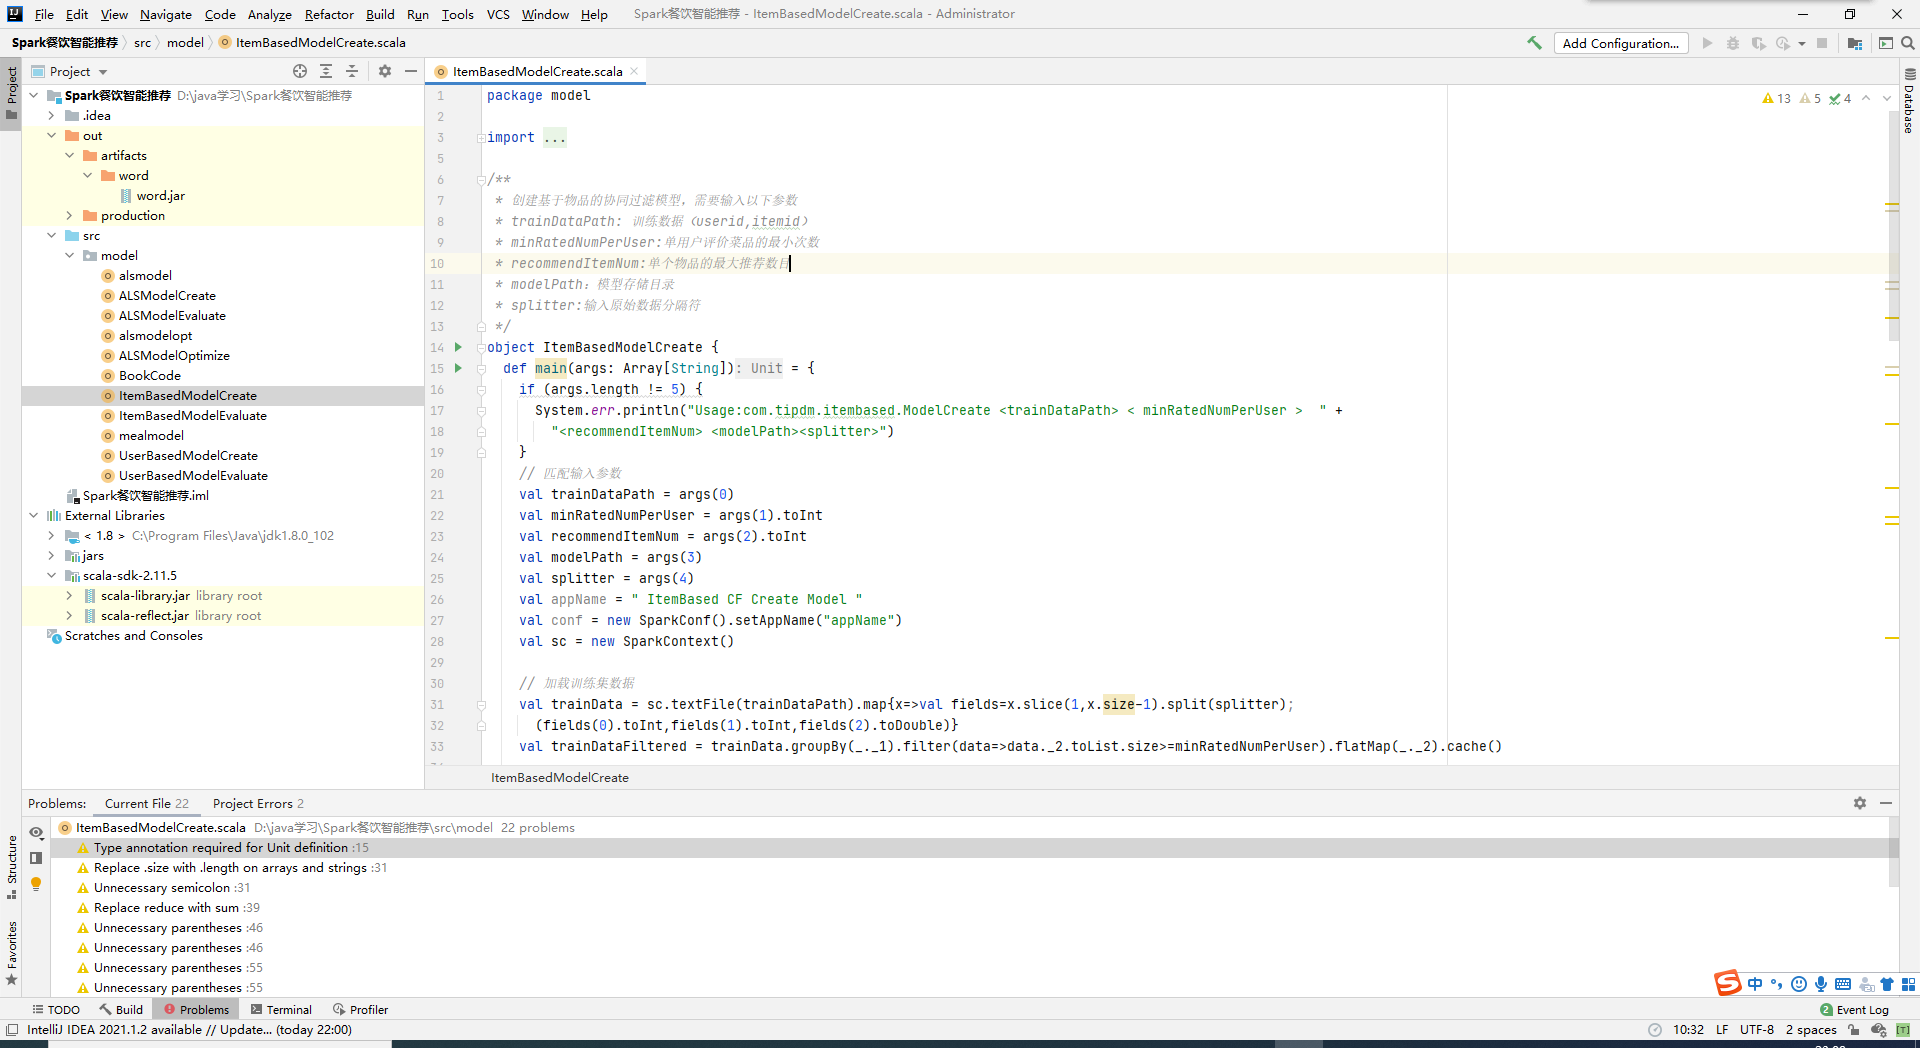 File Edit View Navigate Code Analyze Refactor Build Run Tools VCS Window Help Spark餐饮智能推荐 - ItemBasedModelCreate.scala - Administrator
Spark餐饮智能推荐 src model ItemBasedModelCreate.scala Add Configuration...
Project
ItemBasedModelCreate.scala
Project
Database
Structure
Favorites
Spark餐饮智能推荐 D:\java学习\Spark餐饮智能推荐
.idea
out
artifacts
word
word.jar
production
src
model
alsmodel
ALSModelCreate
ALSModelEvaluate
alsmodelopt
ALSModelOptimize
BookCode
ItemBasedModelCreate
ItemBasedModelEvaluate
mealmodel
UserBasedModelCreate
UserBasedModelEvaluate
Spark餐饮智能推荐.iml
External Libraries
< 1.8 > C:\Program Files\Java\jdk1.8.0_102
jars
scala-sdk-2.11.5
scala-library.jar library root
scala-reflect.jar library root
Scratches and Consoles
13 5 4
1 package model
2
3 import ...
5
6 /**
7 * 创建基于物品的协同过滤模型，需要输入以下参数
8 * trainDataPath: 训练数据（userid,itemid）
9 * minRatedNumPerUser:单用户评价菜品的最小次数
10 * recommendItemNum:单个物品的最大推荐数目
11 * modelPath：模型存储目录
12 * splitter:输入原始数据分隔符
13 */
14 object ItemBasedModelCreate {
15 def main(args: Array[String]): Unit = {
16 if (args.length != 5) {
17 System.err.println("Usage:com.tipdm.itembased.ModelCreate <trainDataPath> < minRatedNumPerUser >  " +
18 "<recommendItemNum> <modelPath><splitter>")
19 }
20 // 匹配输入参数
21 val trainDataPath = args(0)
22 val minRatedNumPerUser = args(1).toInt
23 val recommendItemNum = args(2).toInt
24 val modelPath = args(3)
25 val splitter = args(4)
26 val appName = " ItemBased CF Create Model "
27 val conf = new SparkConf().setAppName("appName")
28 val sc = new SparkContext()
29
30 // 加载训练集数据
31 val trainData = sc.textFile(trainDataPath).map{x=>val fields=x.slice(1,x.size-1).split(splitter);
32 (fields(0).toInt,fields(1).toInt,fields(2).toDouble)}
33 val trainDataFiltered = trainData.groupBy(_._1).filter(data=>data._2.toList.size>=minRatedNumPerUser).flatMap(_._2).cache()
ItemBasedModelCreate
Problems: Current File 22 Project Errors 2
ItemBasedModelCreate.scala D:\java学习\Spark餐饮智能推荐\src\model 22 problems
Type annotation required for Unit definition :15
Replace .size with .length on arrays and strings :31
Unnecessary semicolon :31
Replace reduce with sum :39
Unnecessary parentheses :46
Unnecessary parentheses :46
Unnecessary parentheses :55
Unnecessary parentheses :55
中
TODO Build Problems Terminal Profiler 2 Event Log
IntelliJ IDEA 2021.1.2 available // Update... (today 22:00) 10:32 LF UTF-8 2 spaces